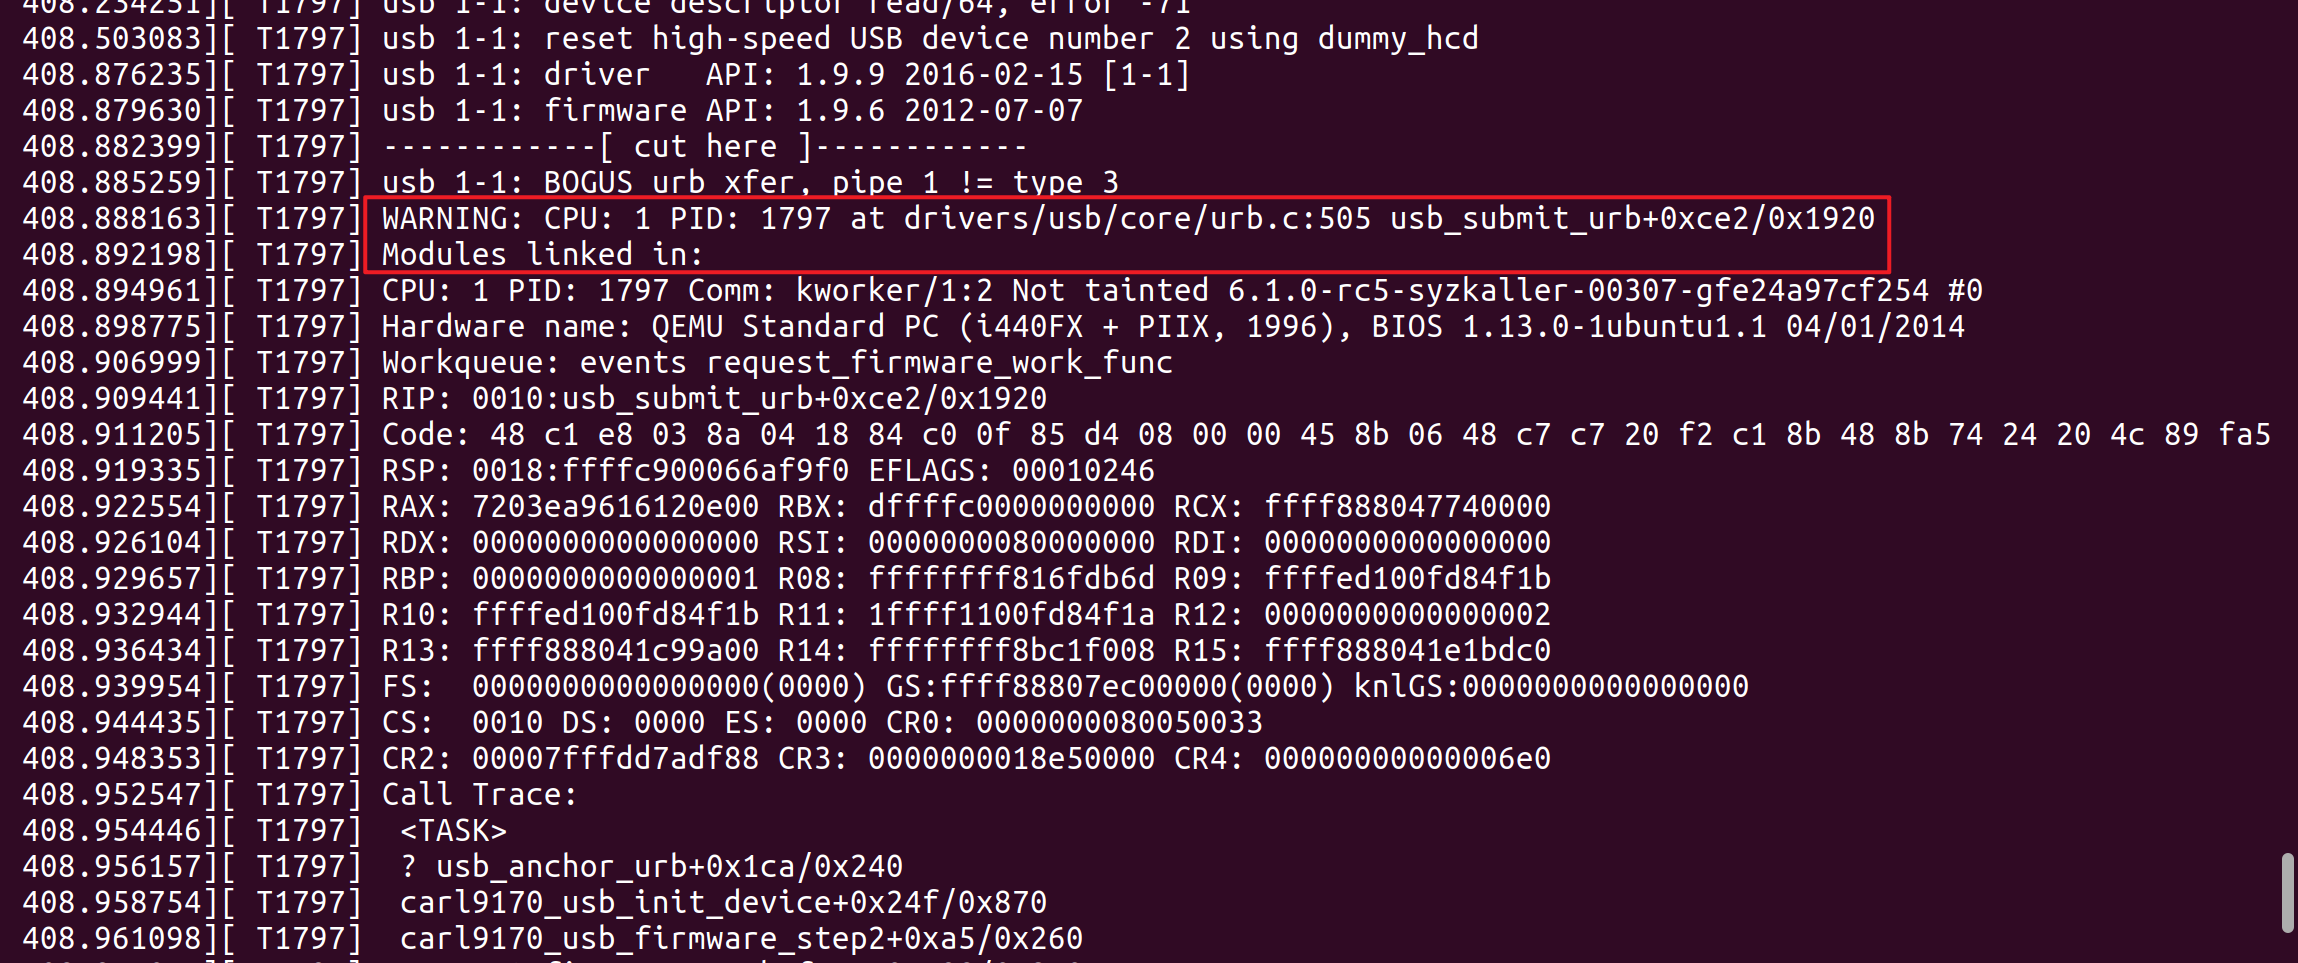 408.234251][ T1797] usb 1-1: device descriptor read/64, error -71
408.503083][ T1797] usb 1-1: reset high-speed USB device number 2 using dummy_hcd
408.876235][ T1797] usb 1-1: driver   API: 1.9.9 2016-02-15 [1-1]
408.879630][ T1797] usb 1-1: firmware API: 1.9.6 2012-07-07
408.882399][ T1797] ------------[ cut here ]------------
408.885259][ T1797] usb 1-1: BOGUS urb xfer, pipe 1 != type 3
408.888163][ T1797] WARNING: CPU: 1 PID: 1797 at drivers/usb/core/urb.c:505 usb_submit_urb+0xce2/0x1920
408.892198][ T1797] Modules linked in:
408.894961][ T1797] CPU: 1 PID: 1797 Comm: kworker/1:2 Not tainted 6.1.0-rc5-syzkaller-00307-gfe24a97cf254 #0
408.898775][ T1797] Hardware name: QEMU Standard PC (i440FX + PIIX, 1996), BIOS 1.13.0-1ubuntu1.1 04/01/2014
408.906999][ T1797] Workqueue: events request_firmware_work_func
408.909441][ T1797] RIP: 0010:usb_submit_urb+0xce2/0x1920
408.911205][ T1797] Code: 48 c1 e8 03 8a 04 18 84 c0 0f 85 d4 08 00 00 45 8b 06 48 c7 c7 20 f2 c1 8b 48 8b 74 24 20 4c 89 fa5
408.919335][ T1797] RSP: 0018:ffffc900066af9f0 EFLAGS: 00010246
408.922554][ T1797] RAX: 7203ea9616120e00 RBX: dffffc0000000000 RCX: ffff888047740000
408.926104][ T1797] RDX: 0000000000000000 RSI: 0000000080000000 RDI: 0000000000000000
408.929657][ T1797] RBP: 0000000000000001 R08: ffffffff816fdb6d R09: ffffed100fd84f1b
408.932944][ T1797] R10: ffffed100fd84f1b R11: 1ffff1100fd84f1a R12: 0000000000000002
408.936434][ T1797] R13: ffff888041c99a00 R14: ffffffff8bc1f008 R15: ffff888041e1bdc0
408.939954][ T1797] FS:  0000000000000000(0000) GS:ffff88807ec00000(0000) knlGS:0000000000000000
408.944435][ T1797] CS:  0010 DS: 0000 ES: 0000 CR0: 0000000080050033
408.948353][ T1797] CR2: 00007fffdd7adf88 CR3: 0000000018e50000 CR4: 00000000000006e0
408.952547][ T1797] Call Trace:
408.954446][ T1797]  <TASK>
408.956157][ T1797]  ? usb_anchor_urb+0x1ca/0x240
408.958754][ T1797]  carl9170_usb_init_device+0x24f/0x870
408.961098][ T1797]  carl9170_usb_firmware_step2+0xa5/0x260